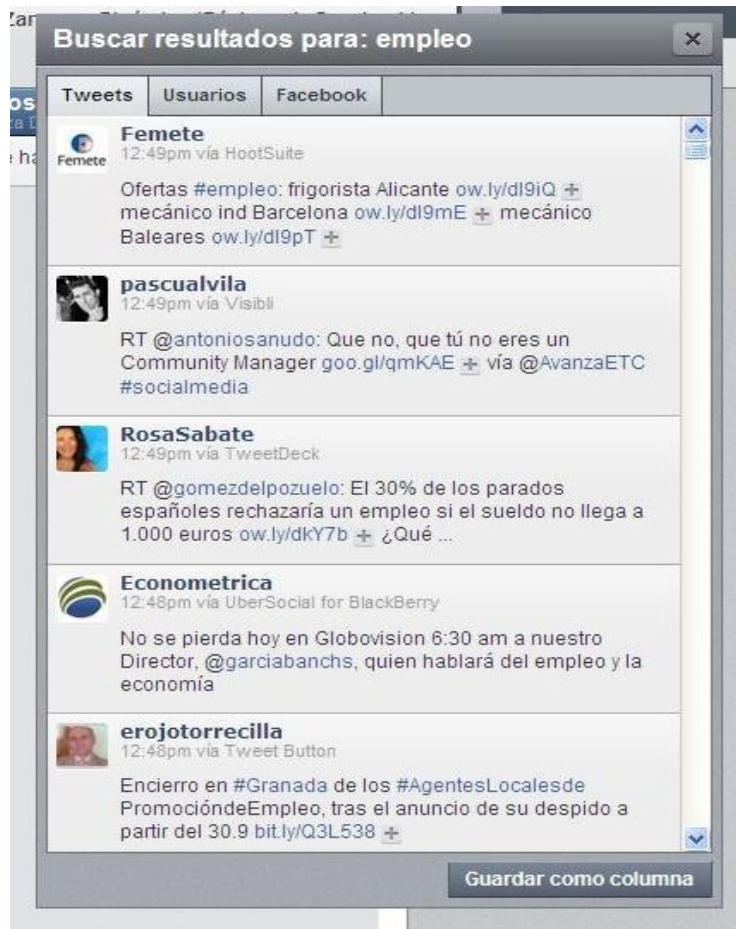 Buscar resultados para: empleo
Tweets Usuarios Facebook
Femete
12:49pm vía HootSuite
Femete
Ofertas #empleo: frigorista Alicante ow.ly/dI9iQ
mecánico ind Barcelona ow.ly/dI9mE mecánico
Baleares ow.ly/dI9pT
pascualvila
12:49pm vía Visibli
RT @antoniosanudo: Que no, que tú no eres un
Community Manager goo.gl/qmKAE vía @AvanzaETC
#socialmedia
RosaSabate
12:49pm vía TweetDeck
RT @gomezdelpozuelo: El 30% de los parados
españoles rechazaría un empleo si el sueldo no llega a
1.000 euros ow.ly/dkY7b ¿Qué ...
Econometrica
12:48pm vía UberSocial for BlackBerry
No se pierda hoy en Globovision 6:30 am a nuestro
Director, @garciabanchs, quien hablará del empleo y la
economía
erojotorrecilla
12:48pm vía Tweet Button
Encierro en #Granada de los #AgentesLocalesde
PromocióndeEmpleo, tras el anuncio de su despido a
partir del 30.9 bit.ly/Q3L538
Guardar como columna